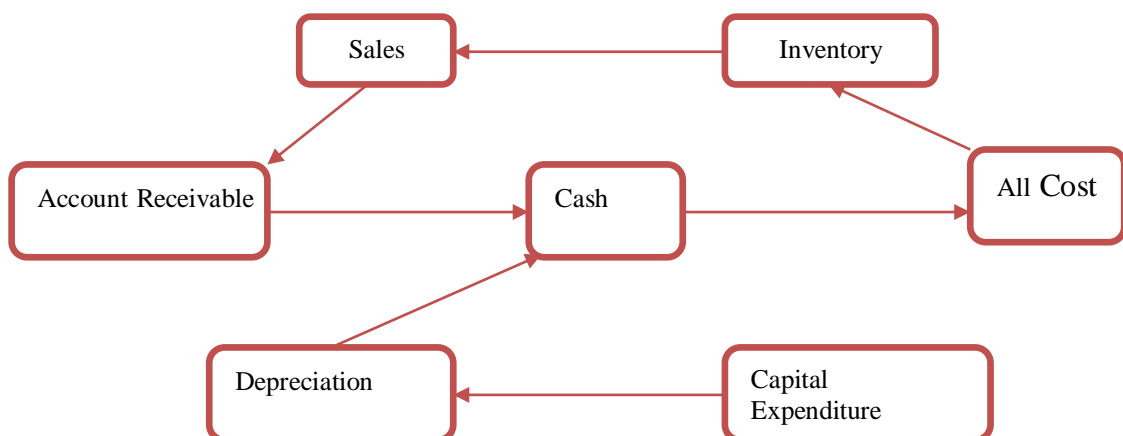 Sales
Inventory
Account Receivable
Cash
All Cost
Depreciation
Capital
Expenditure